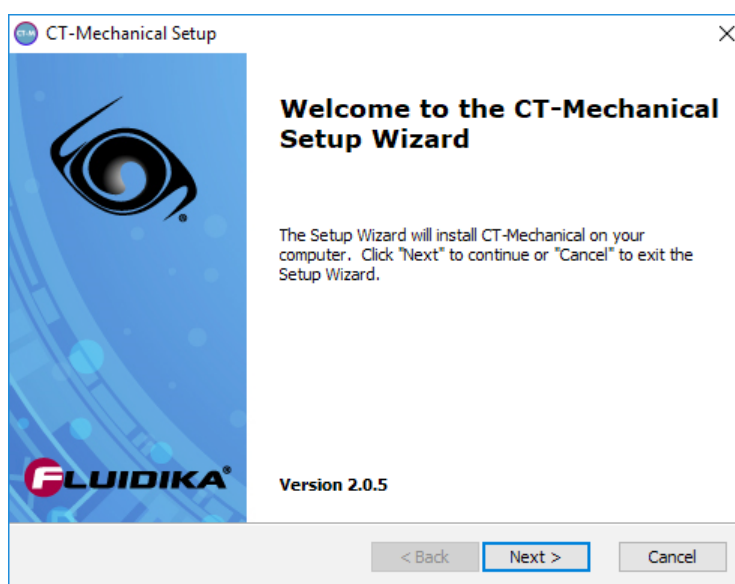 CT-M CT-Mechanical Setup
Welcome to the CT-Mechanical
Setup Wizard
The Setup Wizard will install CT-Mechanical on your
computer. Click "Next" to continue or "Cancel" to exit the
Setup Wizard.
FLUIDIKA®
Version 2.0.5
< Back Next > Cancel